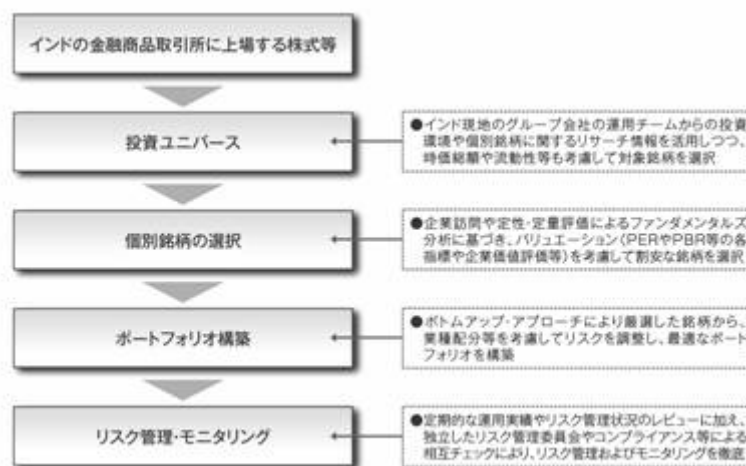 インドの金融商品取引所に上場する株式等
投資ユニバース
●インド現地のグループ会社の運用チームからの投資
環境や個別銘柄に関するリサーチ情報を活用しつつ、
時価総額や流動性等も考慮して対象銘柄を選択
個別銘柄の選択
●企業訪問や定性・定量評価によるファンダメンタルズ
分析に基づき、バリュエーション(PERやPBR等の各
指標や企業価値評価等)を考慮して割安な銘柄を選択
ポートフォリオ構築
●ボトムアップ・アプローチにより厳選した銘柄から、
業種配分等を考慮してリスクを調整し、最適なポート
フォリオを構築
リスク管理・モニタリング
●定期的な運用実績やリスク管理状況のレビューに加え、
独立したリスク管理委員会やコンプライアンス等による
相互チェックにより、リスク管理およびモニタリングを徹底